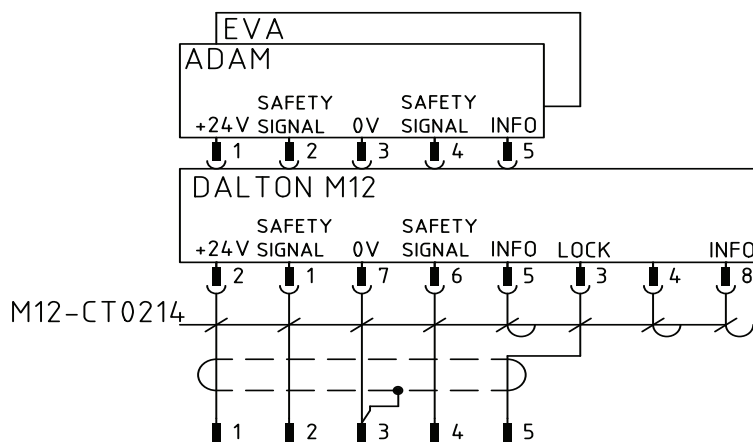 EVA
ADAM
+24V SAFETY SIGNAL 0V SAFETY SIGNAL INFO
1 2 3 4 5
DALTON M12
+24V SAFETY SIGNAL 0V SAFETY SIGNAL INFO LOCK INFO
2 1 7 6 5 3 4 8
M12-CT0214
1 2 3 4 5